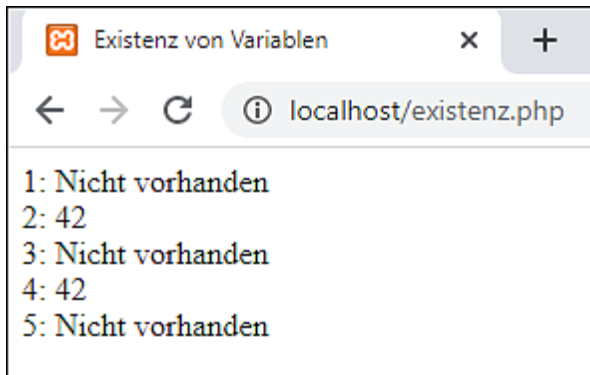 Existenz von Variablen
localhost/existenz.php
1: Nicht vorhanden
2: 42
3: Nicht vorhanden
4: 42
5: Nicht vorhanden